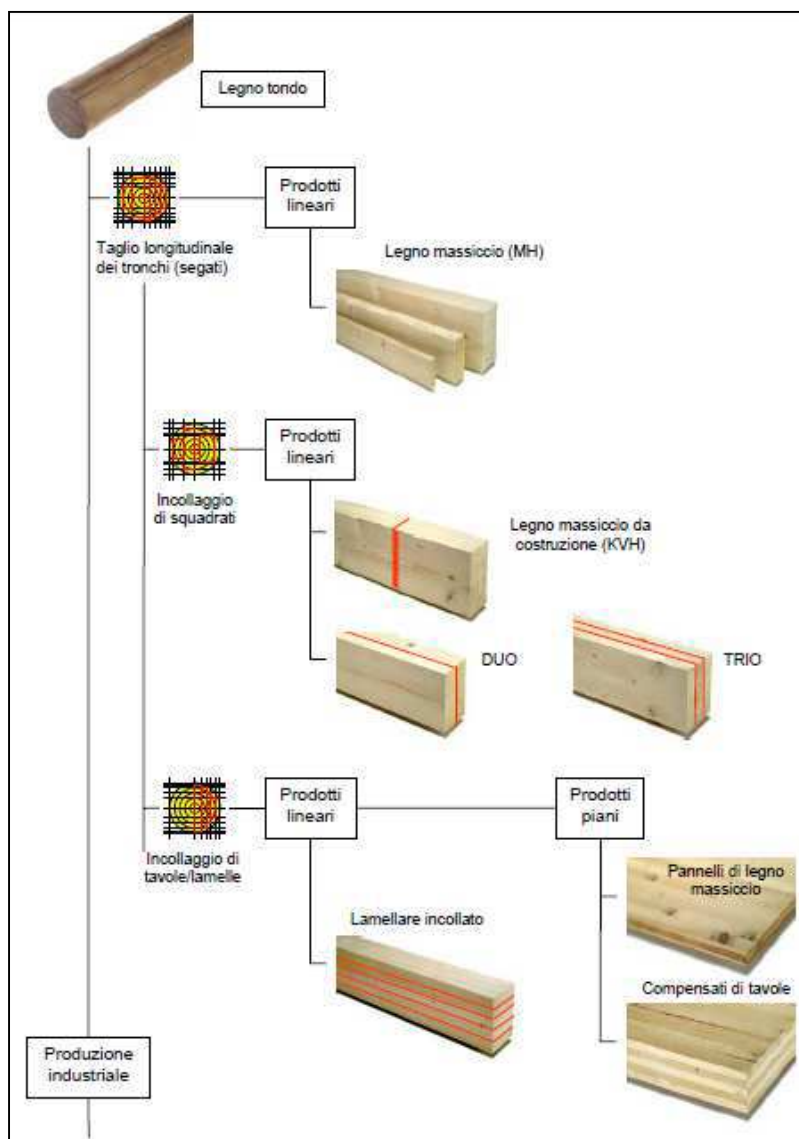 Legno tondo
Prodotti
lineari
Taglio longitudinale
dei tronchi (segati)
Legno massiccio (MH)
Prodotti
lineari
Incollaggio
di squadrati
Legno massiccio da
costruzione (KVH)
DUO
TRIO
Prodotti
lineari
Prodotti
piani
Incollaggio di
tavole/lamelle
Pannelli di legno
massiccio
Lamellare incollato
Compensati di tavole
Produzione
industriale